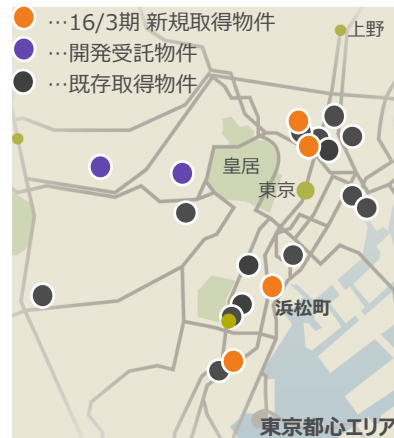 …16/3期 新規取得物件
…開発受託物件
…既存取得物件
上野
皇居
東京
浜松町
東京都心エリア